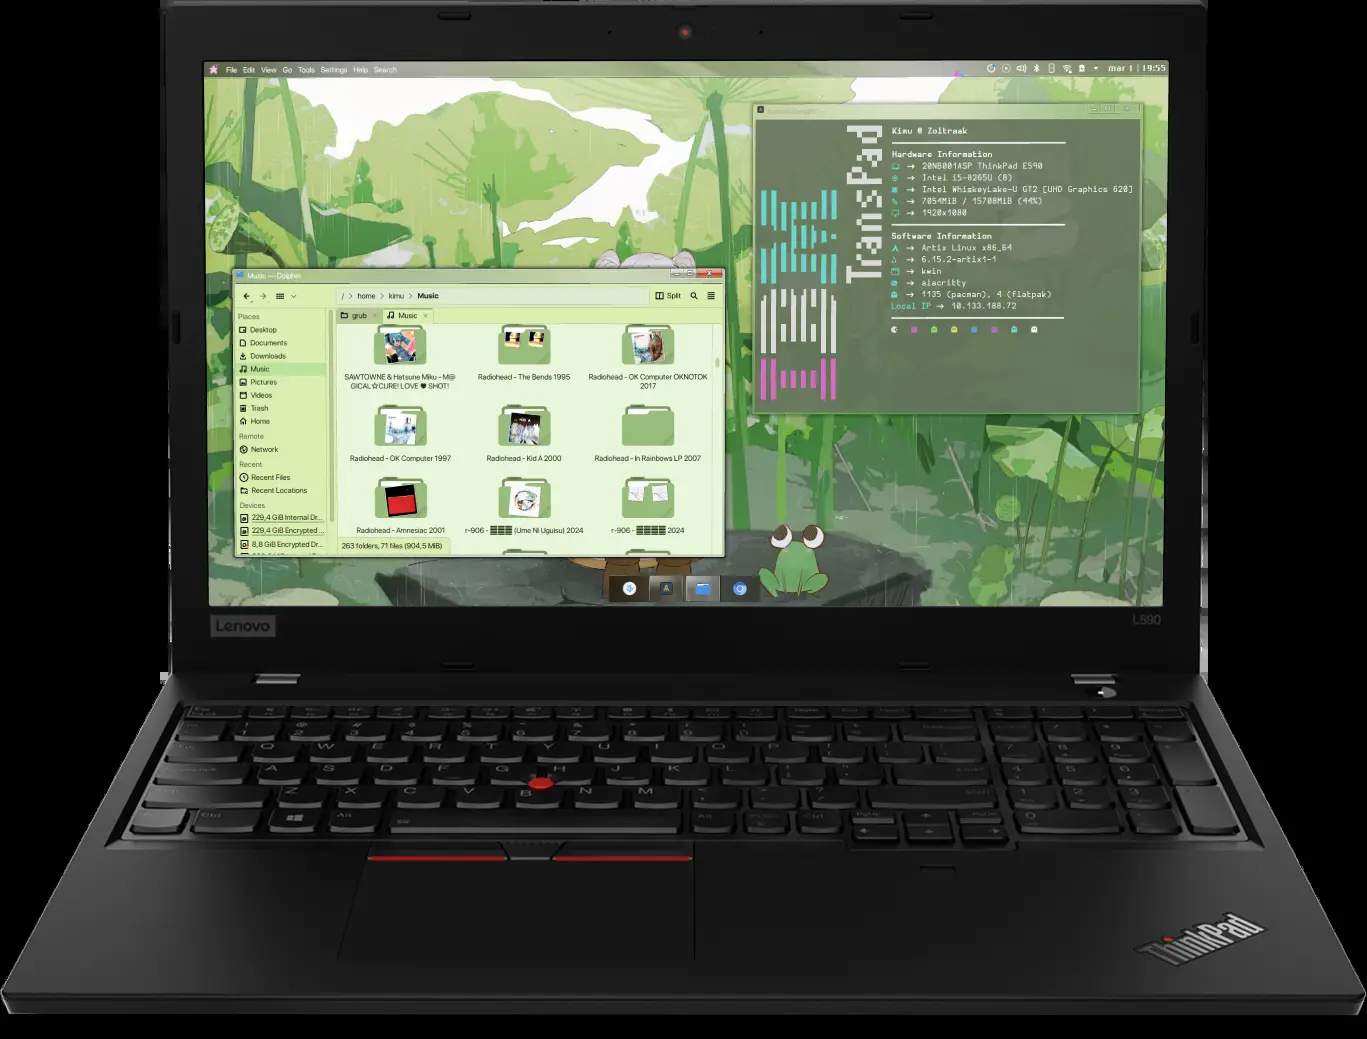 File Edit View Go Tools Settings Help Search
mar 1 | 19:55
Kimu @ Zoltraak
Hardware Information
→ 20NB001ASP ThinkPad E590
→ Intel i5-8265U (8)
→ Intel WhiskeyLake-U GT2 [UHD Graphics 620]
→ 7054MiB / 15708MiB (44%)
→ 1920x1080
Software Information
→ Artix Linux x86_64
→ 6.15.2-artix1-1
→ kwin
→ alacritty
→ 1135 (pacman), 4 (flatpak)
Local IP → 10.133.188.72
TransPad
IBM
Music — Dolphin
/ > home > kimu > Music
Split
grub
Music
Places
Desktop
Documents
Downloads
Music
Pictures
Videos
Trash
Home
Remote
Network
Recent
Recent Files
Recent Locations
Devices
229,4 GiB Internal Dr...
229,4 GiB Encrypted ...
8,8 GiB Encrypted Dr...
SAWTOWNE & Hatsune Miku - M@
GICAL☆CURE! LOVE ♥ SHOT!
Radiohead - The Bends 1995
Radiohead - OK Computer OKNOTOK
2017
Radiohead - OK Computer 1997
Radiohead - Kid A 2000
Radiohead - In Rainbows LP 2007
Radiohead - Amnesiac 2001
r-906 - (Ume Ni Uguisu) 2024
r-906 - 2024
263 folders, 71 files (904,5 MiB)
Lenovo
L590
Q W E R T Y U I O P
A S D F G H J K L
Z X C V B N M
Ctrl Alt Alt Ctrl
ThinkPad